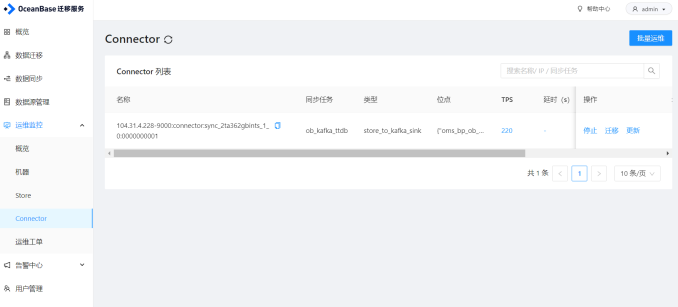 OceanBase 迁移服务
帮助中心
admin
概览
数据迁移
数据同步
数据源管理
运维监控
概览
机器
Store
Connector
运维工单
告警中心
用户管理
Connector
批量运维
Connector 列表
搜索名称/ IP / 同步任务
名称 同步任务 类型 位点 TPS 延时（s） 操作
104.31.4.228-9000:connector:sync_2ta362gbints_1_
0:0000000001
ob_kafka_ttdb store_to_kafka_sink {"oms_bp_ob_... 220 - 停止 迁移 更新
共 1 条 < 1 > 10 条/页